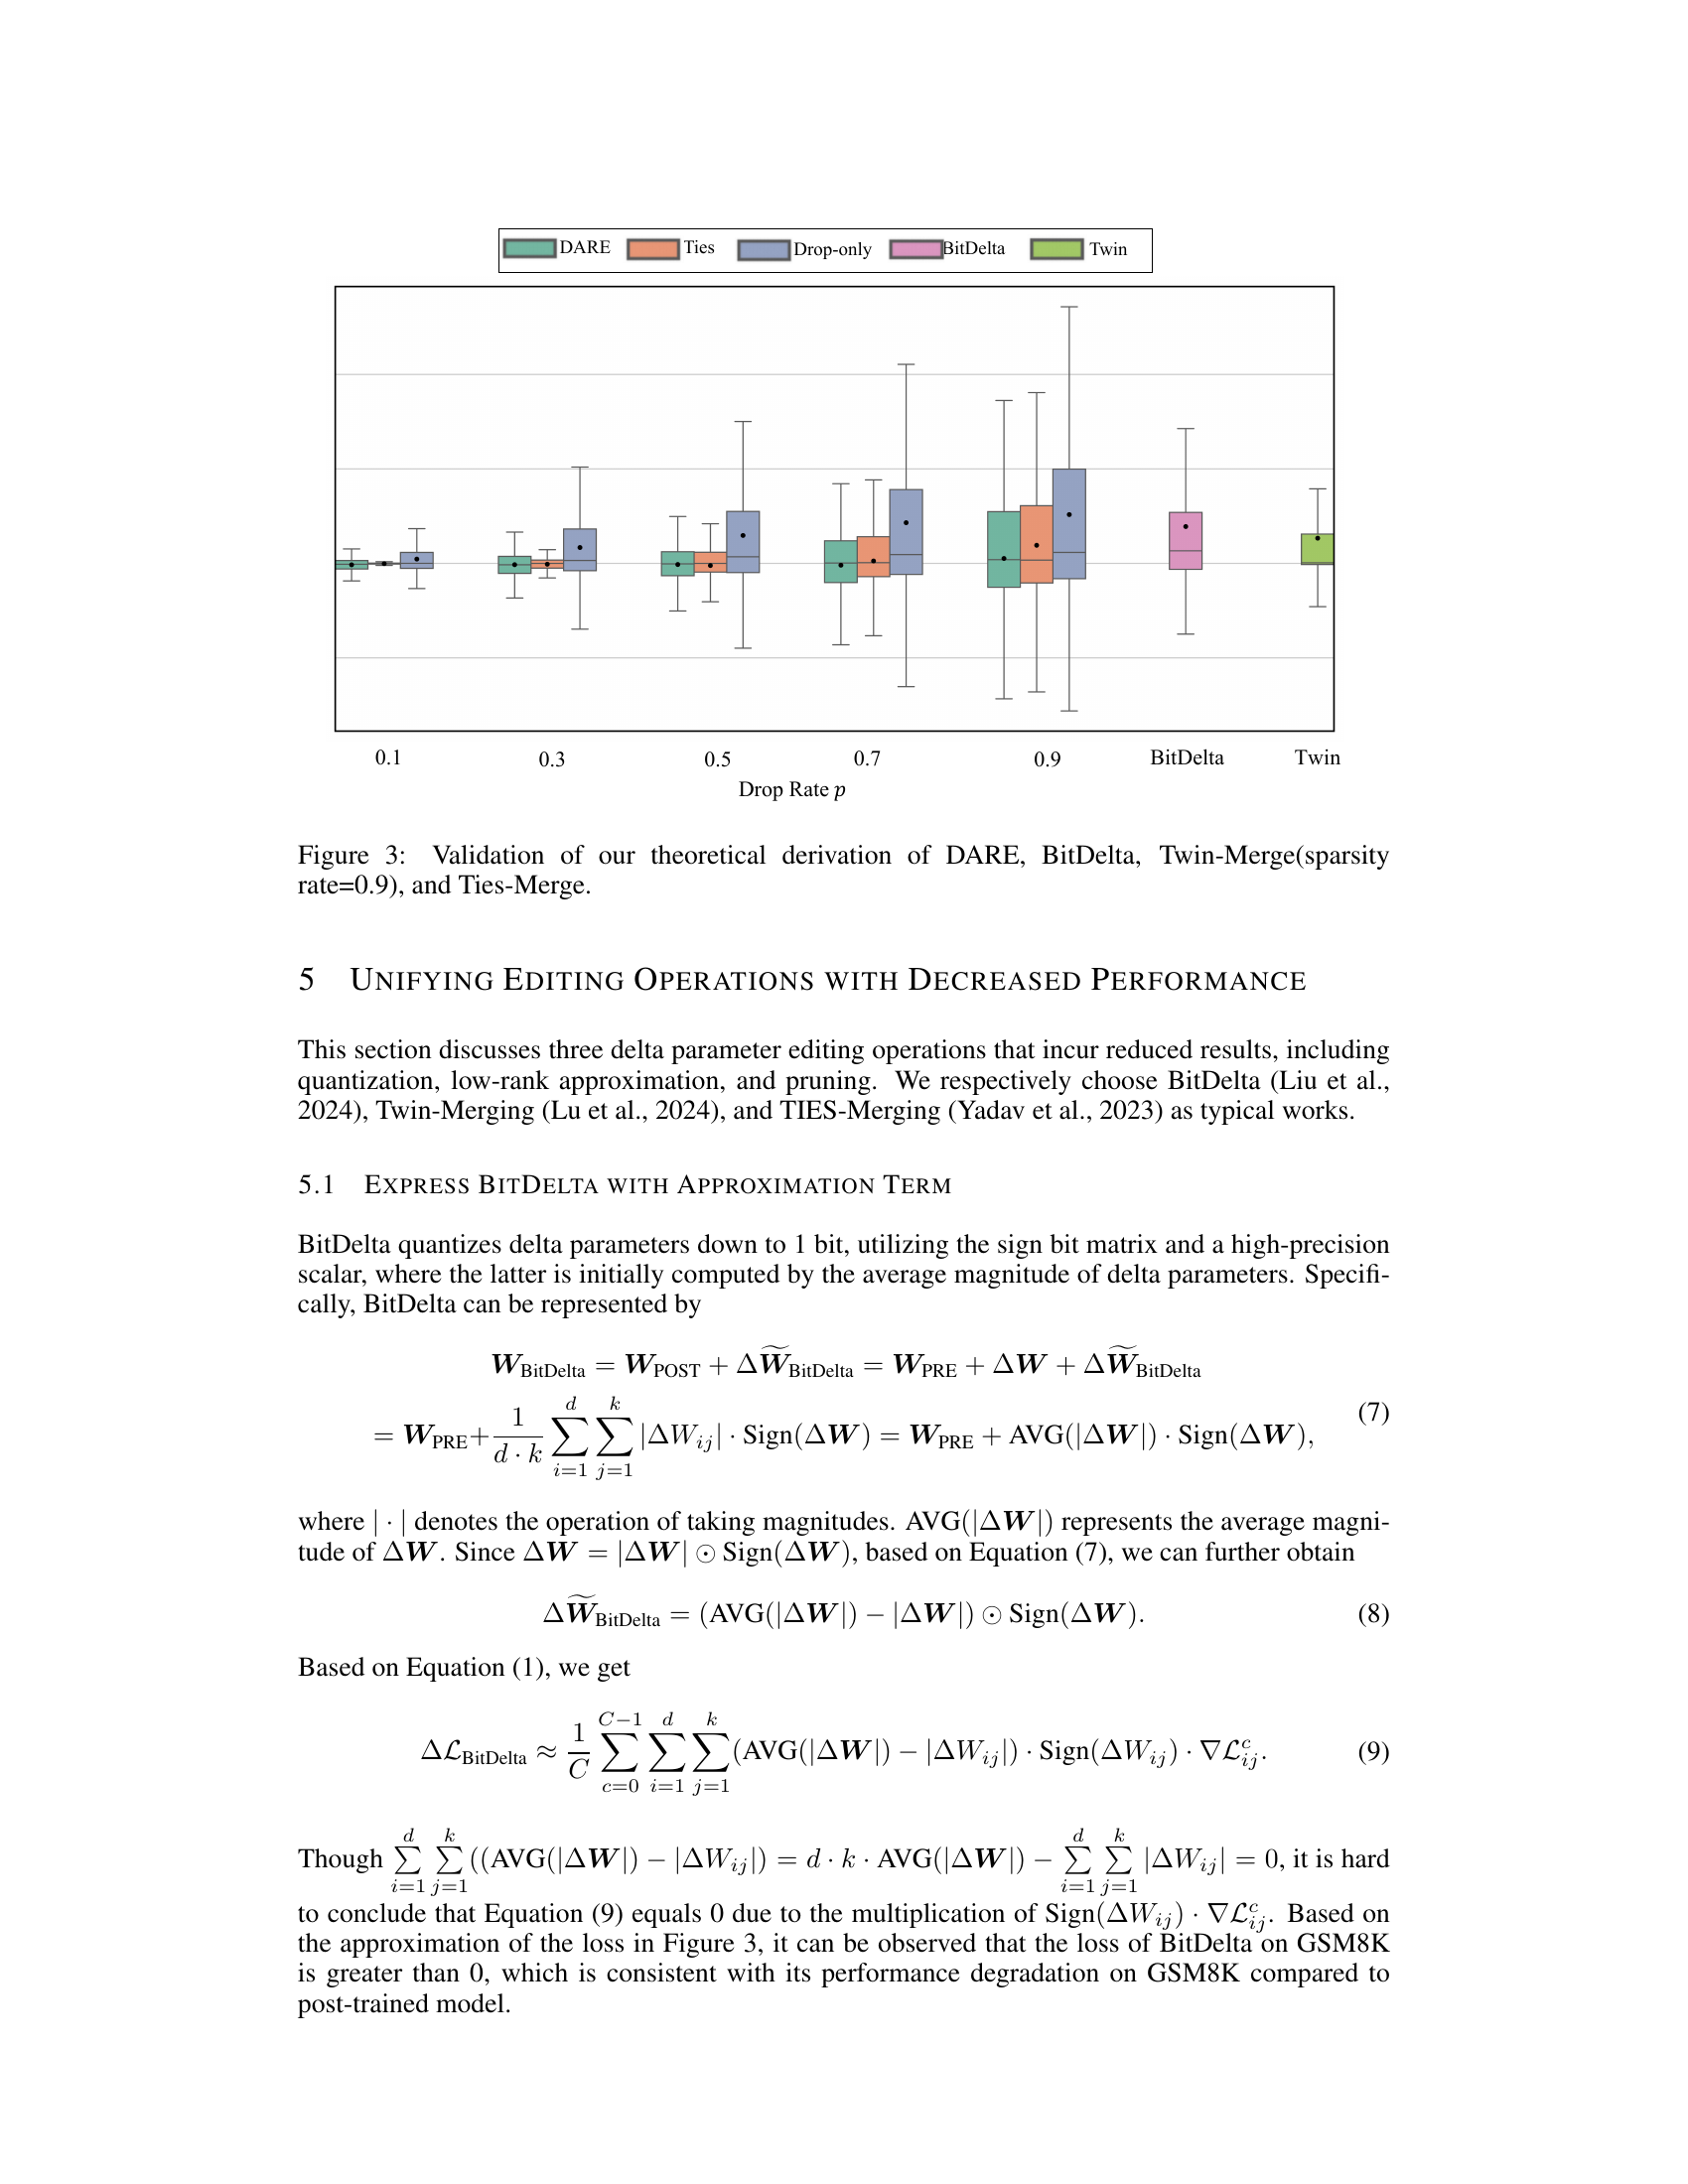 DARE Ties Drop-only BitDelta Twin
0.1 0.3 0.5 0.7 0.9 BitDelta Twin
Drop Rate p
Figure 3: Validation of our theoretical derivation of DARE, BitDelta, Twin-Merge(sparsity
rate=0.9), and Ties-Merge.
5 UNIFYING EDITING OPERATIONS WITH DECREASED PERFORMANCE
This section discusses three delta parameter editing operations that incur reduced results, including
quantization, low-rank approximation, and pruning. We respectively choose BitDelta (Liu et al.,
2024), Twin-Merging (Lu et al., 2024), and TIES-Merging (Yadav et al., 2023) as typical works.
5.1 EXPRESS BITDELTA WITH APPROXIMATION TERM
BitDelta quantizes delta parameters down to 1 bit, utilizing the sign bit matrix and a high-precision
scalar, where the latter is initially computed by the average magnitude of delta parameters. Specifi-
cally, BitDelta can be represented by
$\boldsymbol{W}_{\text{BitDelta}} = \boldsymbol{W}_{\text{POST}} + \Delta\widetilde{\boldsymbol{W}}_{\text{BitDelta}} = \boldsymbol{W}_{\text{PRE}} + \Delta\boldsymbol{W} + \Delta\widetilde{\boldsymbol{W}}_{\text{BitDelta}}$
$= \boldsymbol{W}_{\text{PRE}} + \frac{1}{d \cdot k} \sum_{i=1}^{d} \sum_{j=1}^{k} |\Delta W_{ij}| \cdot \text{Sign}(\Delta\boldsymbol{W}) = \boldsymbol{W}_{\text{PRE}} + \text{AVG}(|\Delta\boldsymbol{W}|) \cdot \text{Sign}(\Delta\boldsymbol{W}),$ (7)
where | · | denotes the operation of taking magnitudes. AVG(|Δ$\boldsymbol{W}$|) represents the average magni-
tude of Δ$\boldsymbol{W}$. Since Δ$\boldsymbol{W}$ = |Δ$\boldsymbol{W}$| ⊙ Sign(Δ$\boldsymbol{W}$), based on Equation (7), we can further obtain
$\Delta\widetilde{\boldsymbol{W}}_{\text{BitDelta}} = (\text{AVG}(|\Delta\boldsymbol{W}|) - |\Delta\boldsymbol{W}|) \odot \text{Sign}(\Delta\boldsymbol{W}).$ (8)
Based on Equation (1), we get
$\Delta\mathcal{L}_{\text{BitDelta}} \approx \frac{1}{C} \sum_{c=0}^{C-1} \sum_{i=1}^{d} \sum_{j=1}^{k} (\text{AVG}(|\Delta\boldsymbol{W}|) - |\Delta W_{ij}|) \cdot \text{Sign}(\Delta W_{ij}) \cdot \nabla\mathcal{L}_{ij}^{c}.$ (9)
Though $\sum_{i=1}^{d} \sum_{j=1}^{k} ((\text{AVG}(|\Delta\boldsymbol{W}|) - |\Delta W_{ij}|) = d \cdot k \cdot \text{AVG}(|\Delta\boldsymbol{W}|) - \sum_{i=1}^{d} \sum_{j=1}^{k} |\Delta W_{ij}| = 0$, it is hard
to conclude that Equation (9) equals 0 due to the multiplication of $\text{Sign}(\Delta W_{ij}) \cdot \nabla\mathcal{L}_{ij}^{c}$. Based on
the approximation of the loss in Figure 3, it can be observed that the loss of BitDelta on GSM8K
is greater than 0, which is consistent with its performance degradation on GSM8K compared to
post-trained model.